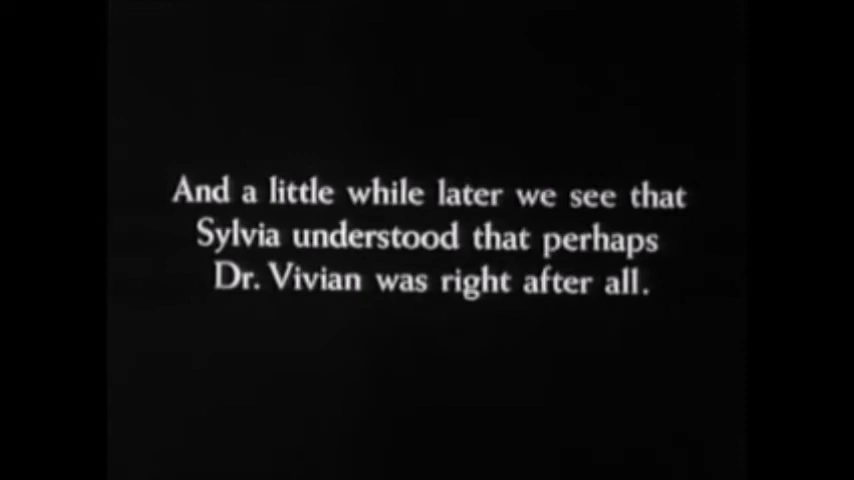 And a little while later we see that
Sylvia understood that perhaps
Dr. Vivian was right after all.